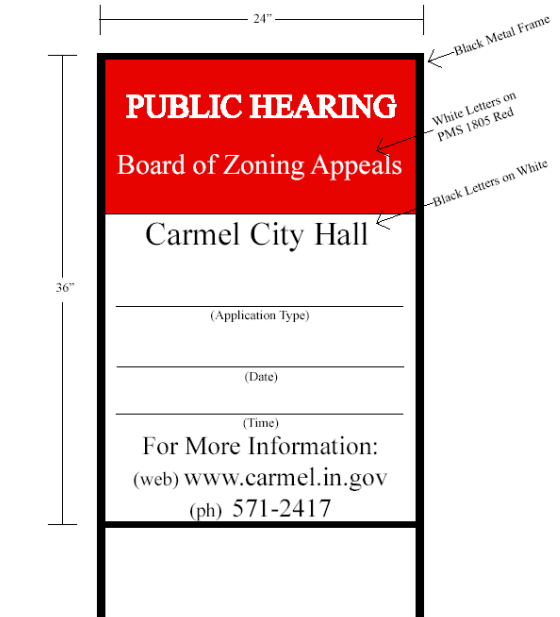 24”
Black Metal Frame
PUBLIC HEARING
White Letters on
PMS 1805 Red
Board of Zoning Appeals
Black Letters on White
Carmel City Hall
36”
(Application Type)
(Date)
(Time)
For More Information:
(web) www.carmel.in.gov
(ph) 571-2417